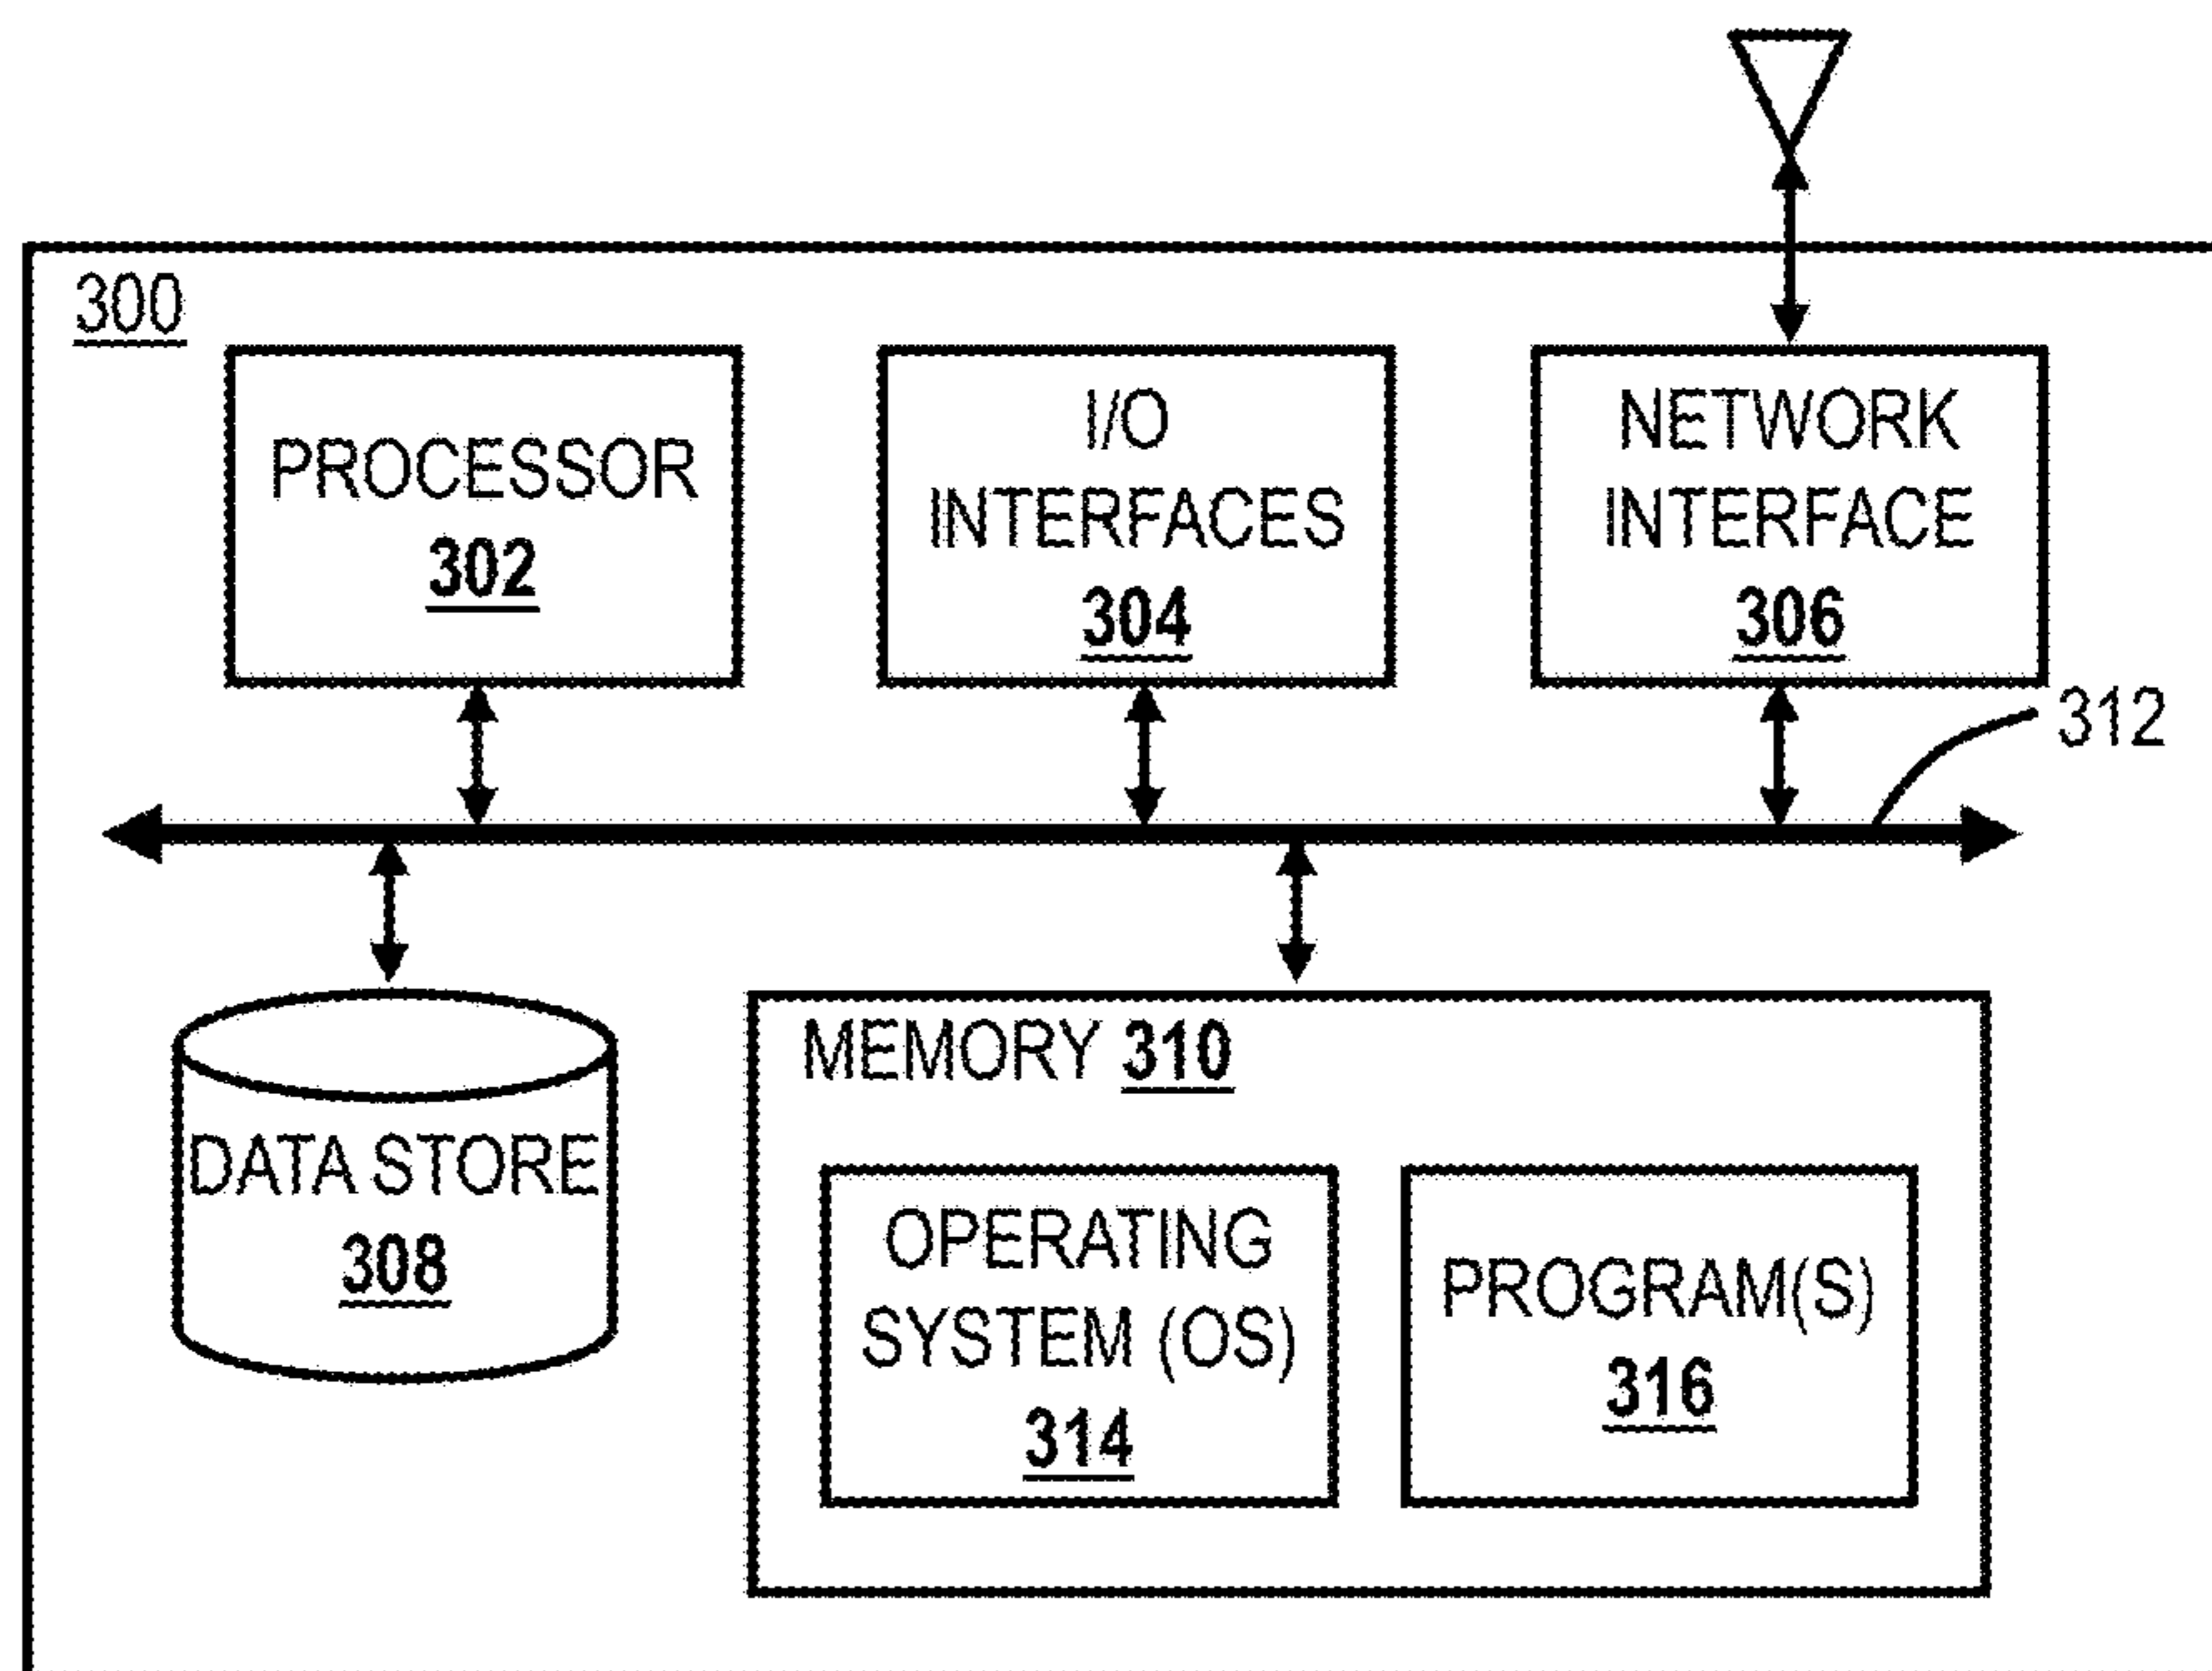 300
PROCESSOR
302
I/O
INTERFACES
304
NETWORK
INTERFACE
306
312
DATA STORE
308
MEMORY 310
OPERATING
SYSTEM (OS)
314
PROGRAM(S)
316